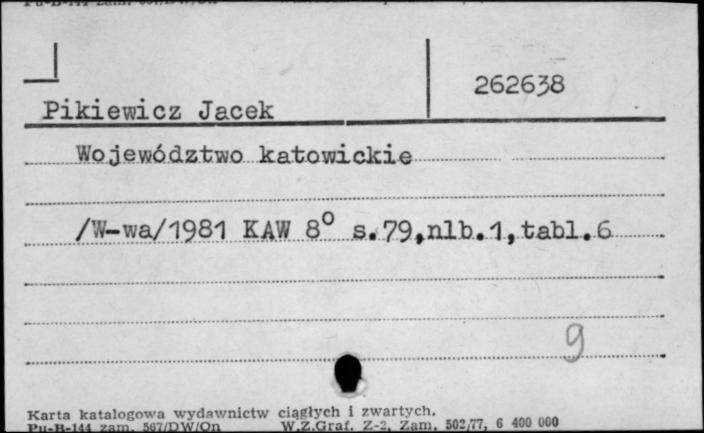 262638
Pikiewicz Jacek
Województwo katowickie
/W-wa/1981 KAW 8° s.79,nlb.1,tabl.6
9
Karta katalogowa wydawnictw ciągłych i zwartych.
Pu-B-144 zam. 567/DW/On W.Z.Graf. Z-2, Zam. 502/77, 6 400 000